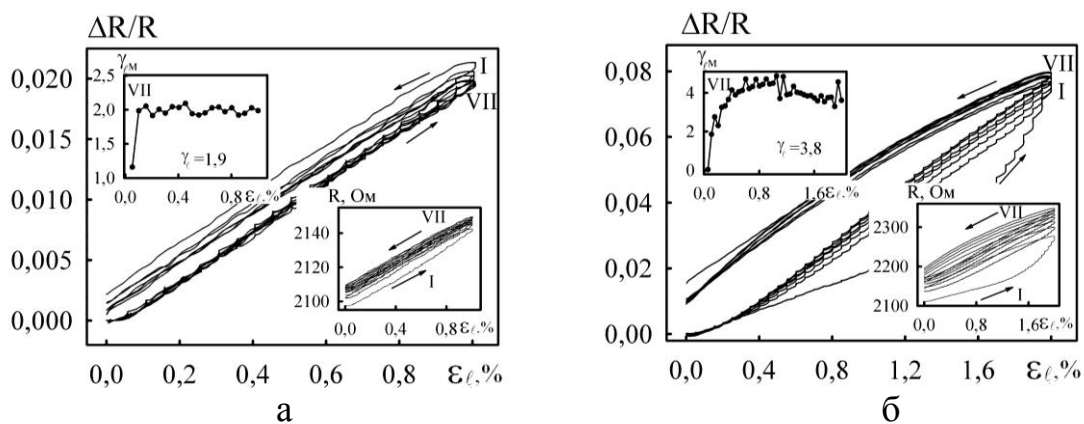 ΔR/R
0,020
0,015
0,010
0,005
0,000
0,0 0,2 0,4 0,6 0,8 εℓ,%
I
VII
γℓм
VII
2,5
2,0
1,5
1,0
γℓ=1,9
0,0 0,4 0,8 εℓ,%
R, Ом
VII
2140
2120
2100
I
0,0 0,4 0,8 εℓ,%
а
ΔR/R
0,08
0,06
0,04
0,02
0,00
0,0 0,4 0,8 1,2 1,6 εℓ,%
VII
I
γℓм
VII
4
2
0
γℓ=3,8
0,0 0,8 1,6εℓ,%
R, Ом
VII
2300
2200
2100
I
0,0 0,8 1,6εℓ,%
б